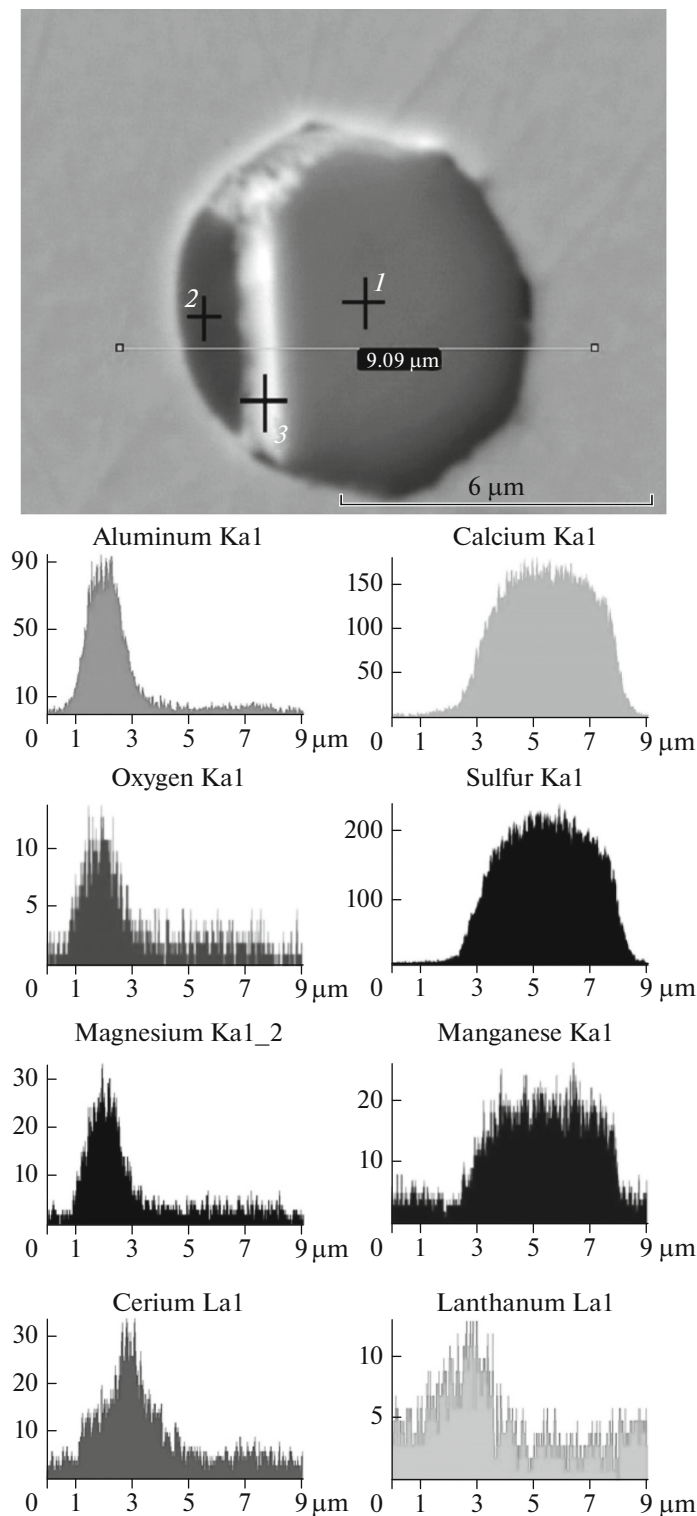 1
2
9.09 μm
3
6 μm
Aluminum Ka1 Calcium Ka1
90
50
10
0 1 3 5 7 9 μm
150
100
50
0 1 3 5 7 9 μm
Oxygen Ka1 Sulfur Ka1
10
5
0 1 3 5 7 9 μm
200
100
0 1 3 5 7 9 μm
Magnesium Ka1_2 Manganese Ka1
30
20
10
0 1 3 5 7 9 μm
20
10
0 1 3 5 7 9 μm
Cerium La1 Lanthanum La1
30
20
10
0 1 3 5 7 9 μm
10
5
0 1 3 5 7 9 μm